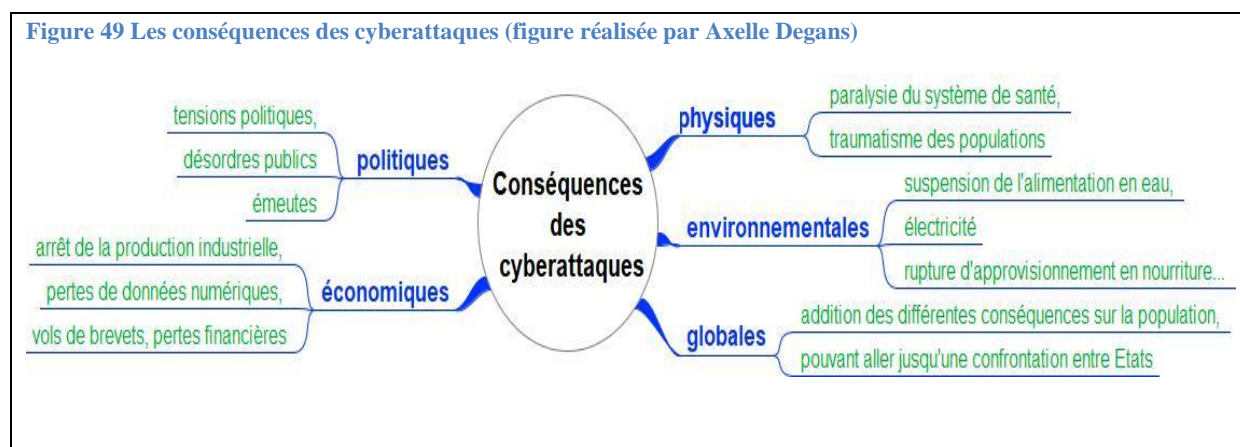 Figure 49 Les conséquences des cyberattaques (figure réalisée par Axelle Degans)
Conséquences
des
cyberattaques
politiques
tensions politiques,
désordres publics
émeutes
économiques
arrêt de la production industrielle,
pertes de données numériques,
vols de brevets, pertes financières
physiques
paralysie du système de santé,
traumatisme des populations
environnementales
suspension de l'alimentation en eau,
électricité
rupture d'approvisionnement en nourriture...
globales
addition des différentes conséquences sur la population,
pouvant aller jusqu'une confrontation entre Etats